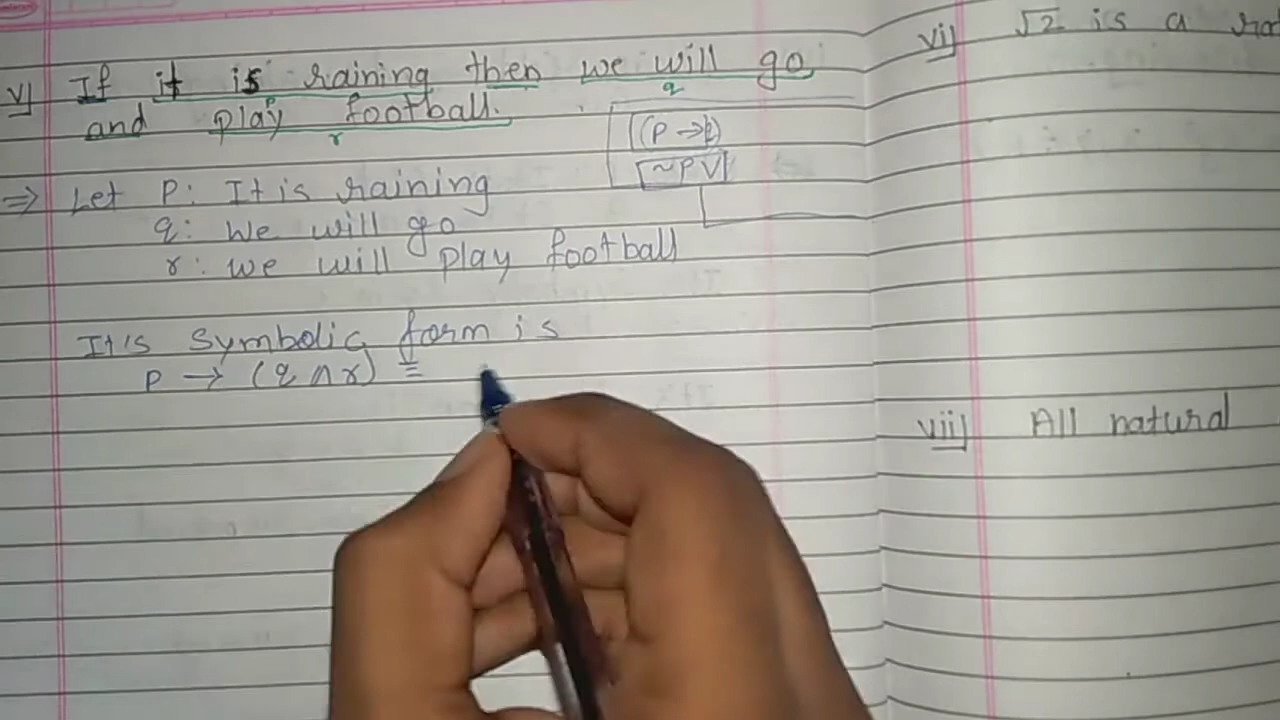 v) If it is raining then we will go
p q
and play football.
r
(p → q)
~p ∨
⇒ Let P: It is raining
q: We will go
r: we will play football
It's symbolic form is
p → (q ∧ r) ≡
vi) √2 is a
vii) All natural